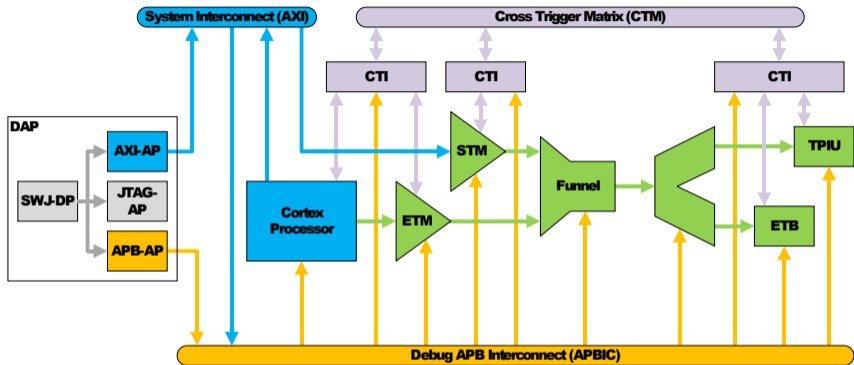 System Interconnect (AXI)
Cross Trigger Matrix (CTM)
CTI
CTI
CTI
DAP
AXI-AP
SWJ-DP
JTAG-
AP
APB-AP
Cortex
Processor
ETM
STM
Funnel
TPIU
ETB
Debug APB Interconnect (APBIC)